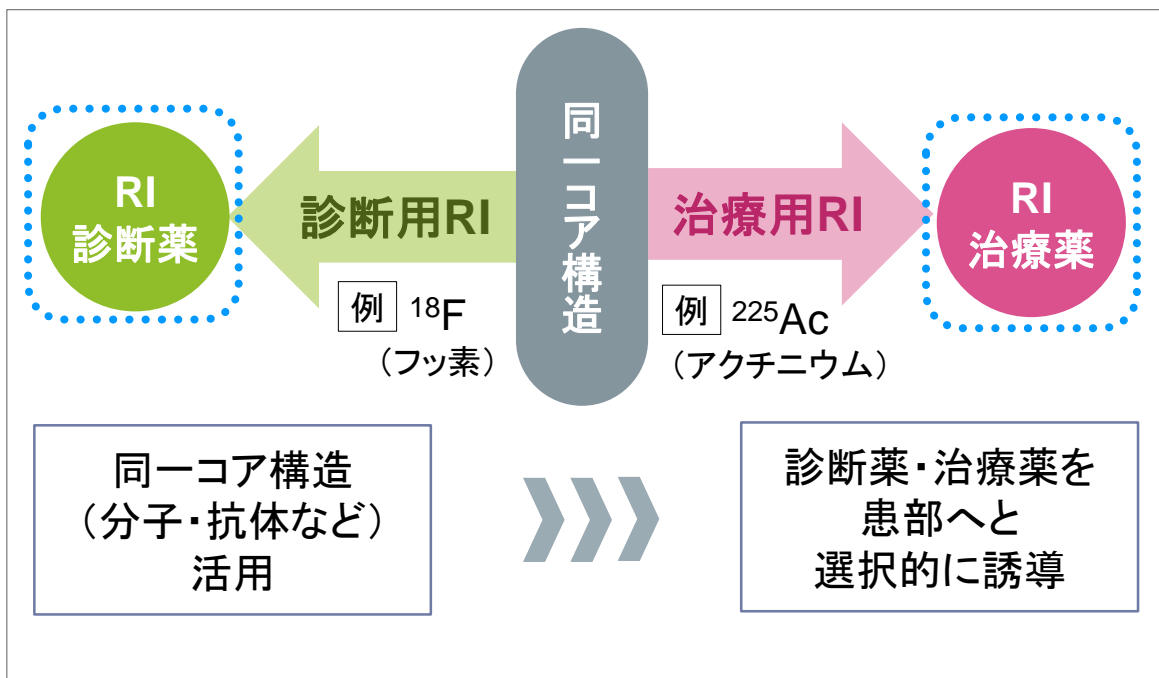 同一コア構造
RI
診断薬
診断用RI
治療用RI
RI
治療薬
例 ¹⁸F
（フッ素）
例 ²²⁵Ac
（アクチニウム）
同一コア構造
（分子・抗体など）
活用
診断薬・治療薬を
患部へと
選択的に誘導